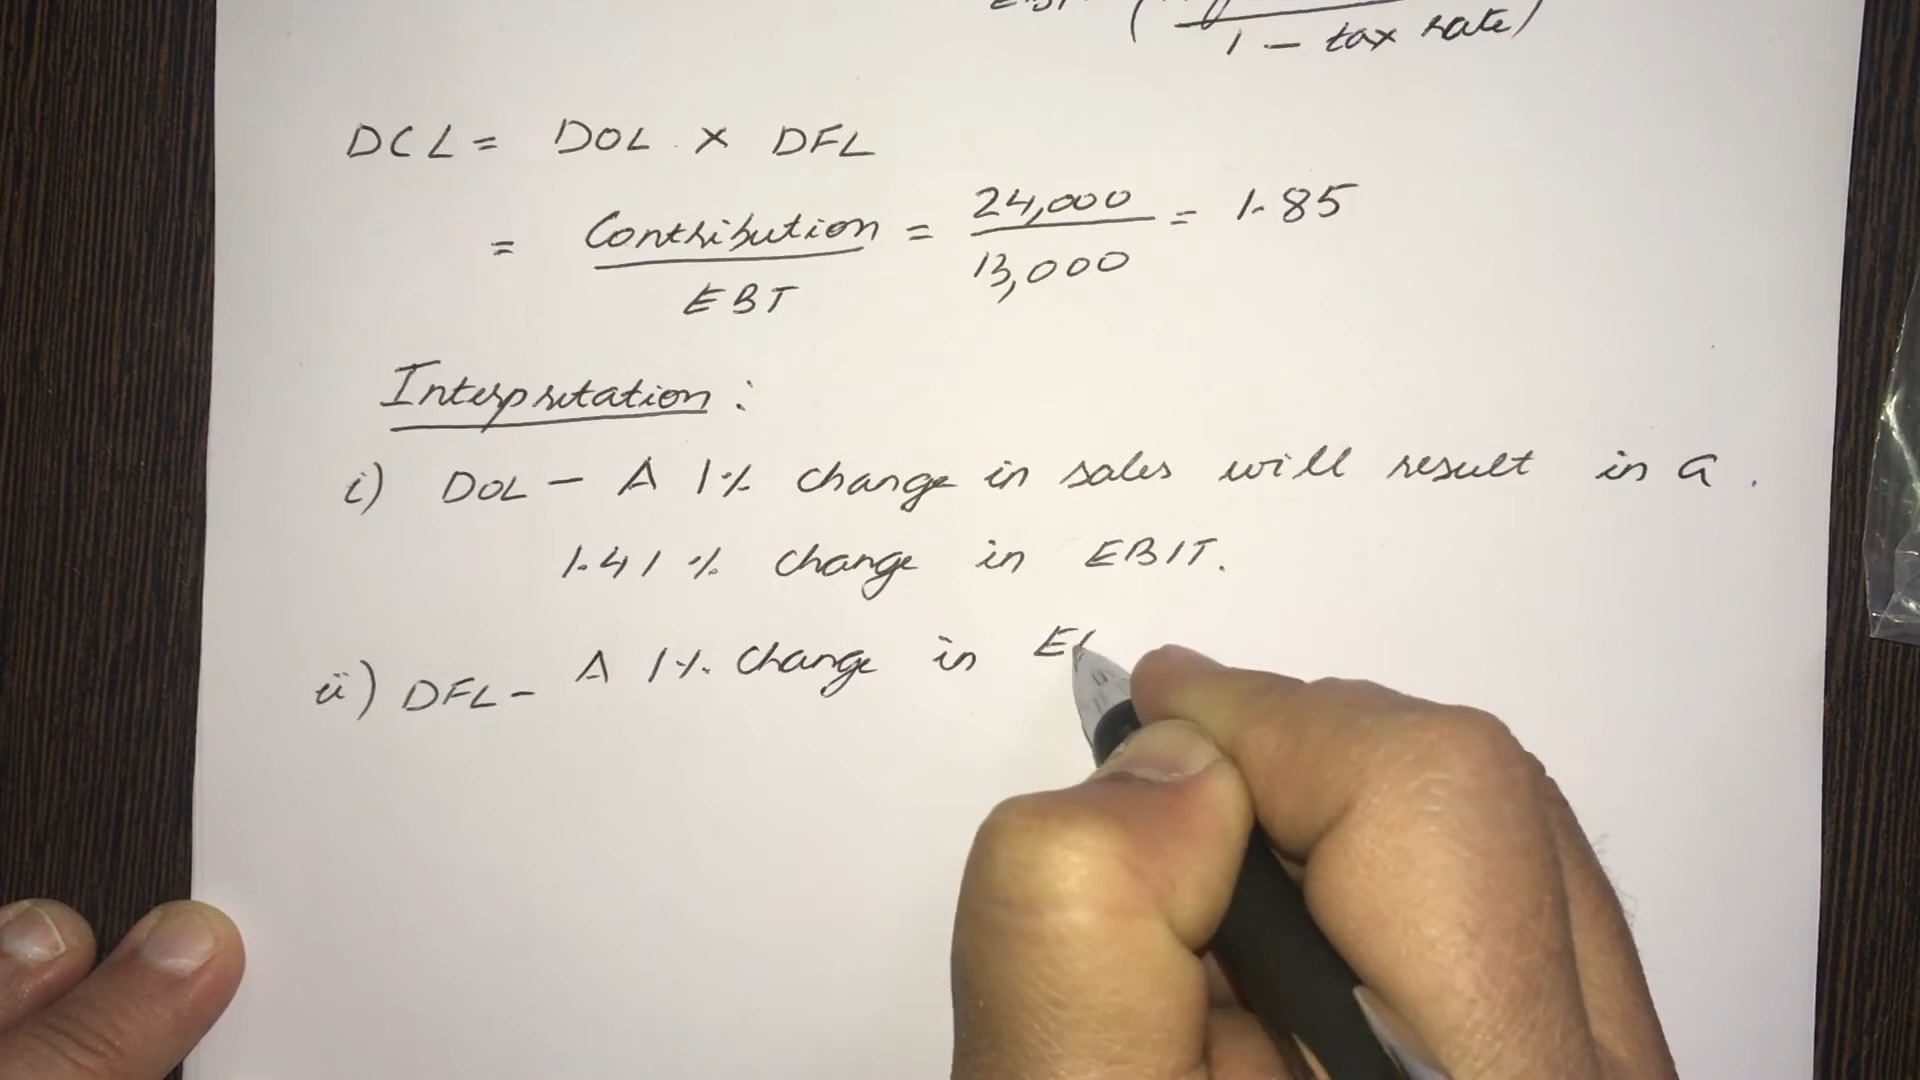 1 - tax rate)
DCL = DOL X DFL
= Contribution / EBT = 24,000 / 13,000 = 1.85
Interpretation :
i) DOL - A 1% change in sales will result in a
1.41 % change in EBIT.
ii) DFL - A 1% change in